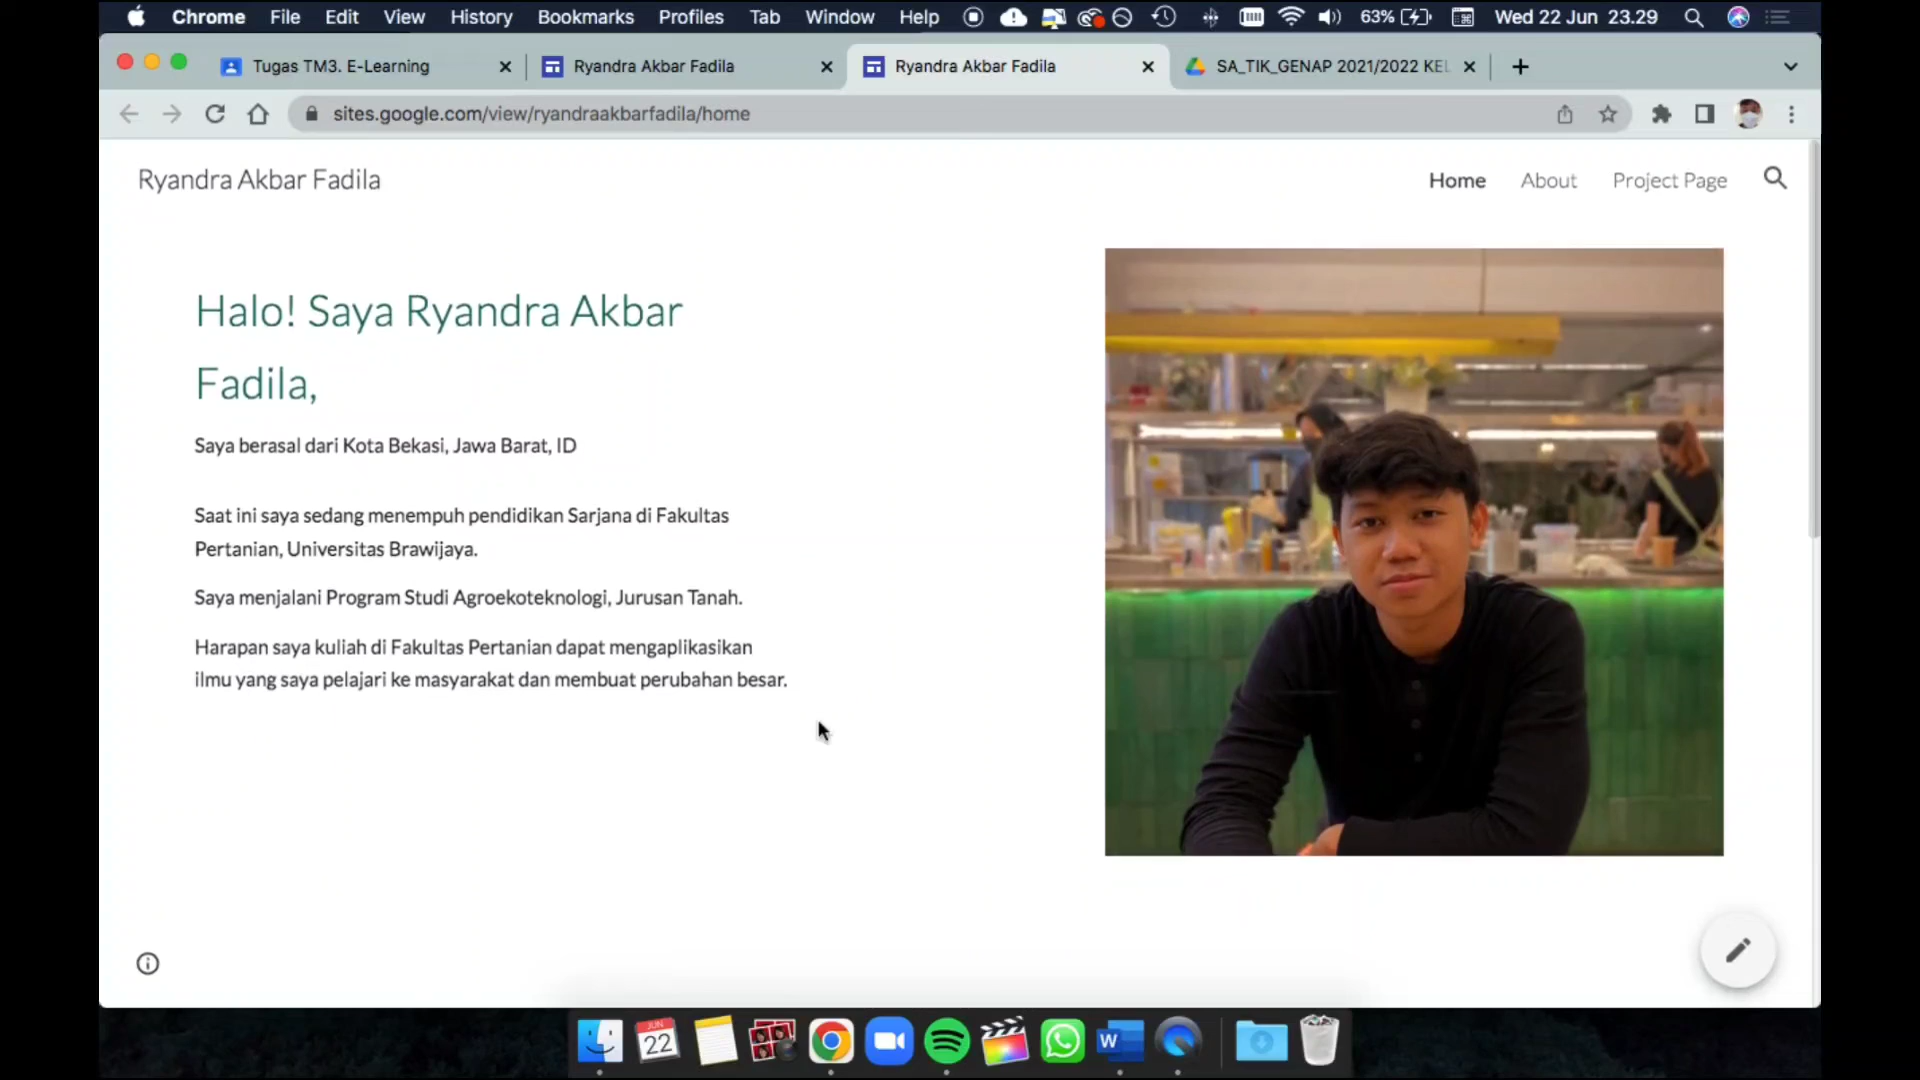 Chrome File Edit View History Bookmarks Profiles Tab Window Help 63% Wed 22 Jun 23.29
Tugas TM3. E-Learning
Ryandra Akbar Fadila
Ryandra Akbar Fadila
SA_TIK_GENAP 2021/2022 KEL
sites.google.com/view/ryandraakbarfadila/home
Ryandra Akbar Fadila
Home About Project Page
Halo! Saya Ryandra Akbar
Fadila,
Saya berasal dari Kota Bekasi, Jawa Barat, ID
Saat ini saya sedang menempuh pendidikan Sarjana di Fakultas
Pertanian, Universitas Brawijaya.
Saya menjalani Program Studi Agroekoteknologi, Jurusan Tanah.
Harapan saya kuliah di Fakultas Pertanian dapat mengaplikasikan
ilmu yang saya pelajari ke masyarakat dan membuat perubahan besar.
JUN
22
W